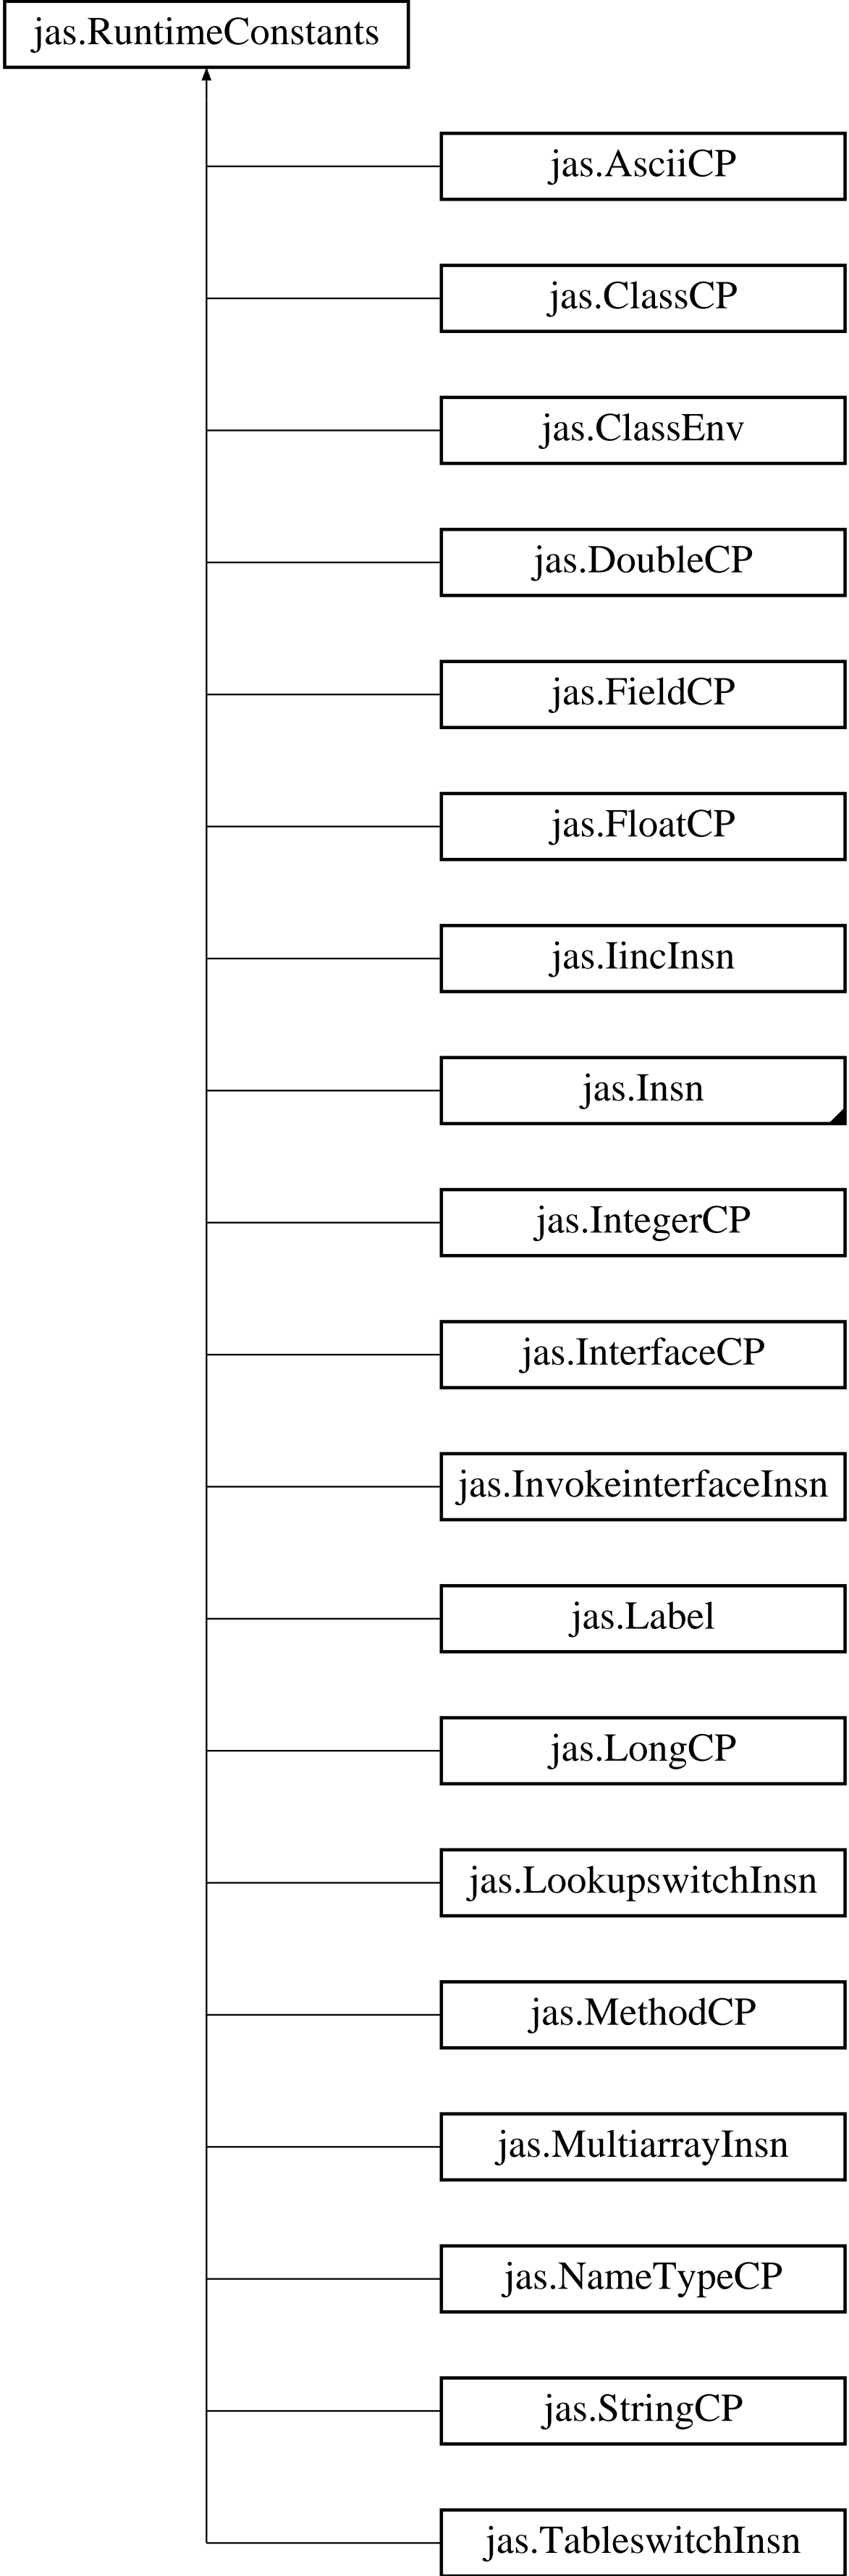 jas.RuntimeConstants
jas.AsciiCP
jas.ClassCP
jas.ClassEnv
jas.DoubleCP
jas.FieldCP
jas.FloatCP
jas.IincInsn
jas.Insn
jas.IntegerCP
jas.InterfaceCP
jas.InvokeinterfaceInsn
jas.Label
jas.LongCP
jas.LookupswitchInsn
jas.MethodCP
jas.MultiarrayInsn
jas.NameTypeCP
jas.StringCP
jas.TableswitchInsn